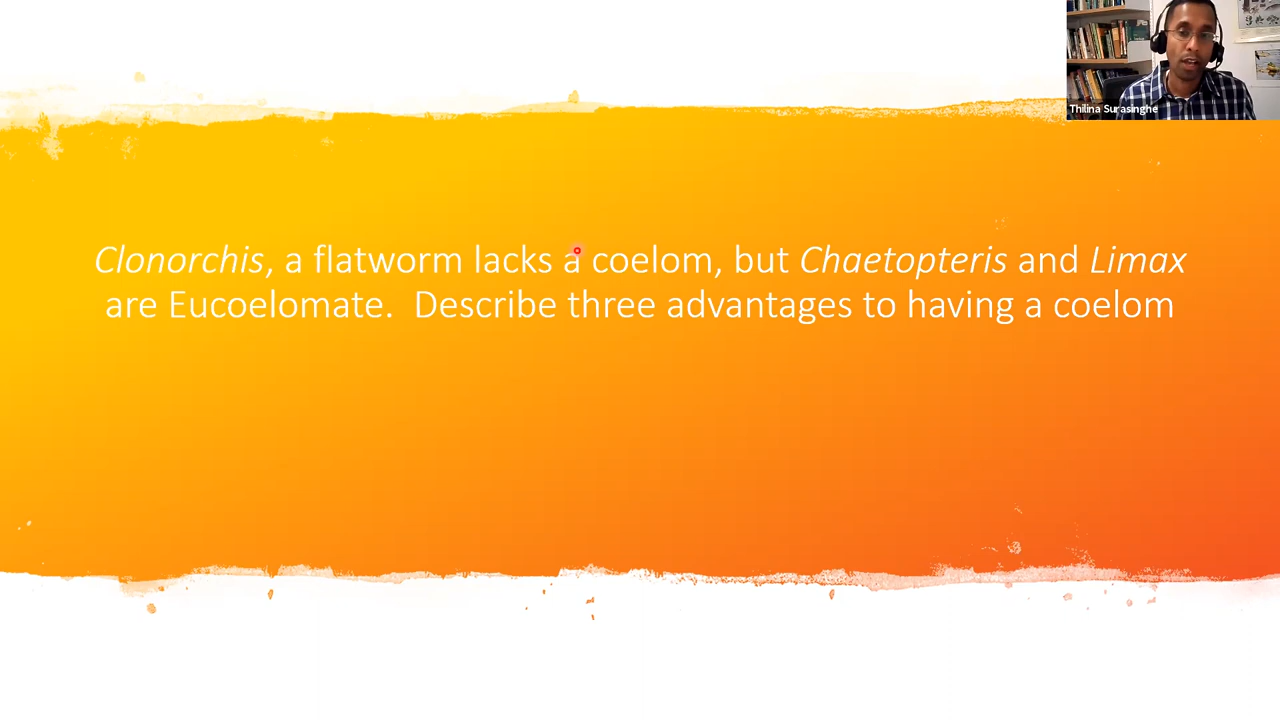 Thilina Surasinghe
Clonorchis, a flatworm lacks a coelom, but Chaetopteris and Limax
are Eucoelomate.  Describe three advantages to having a coelom